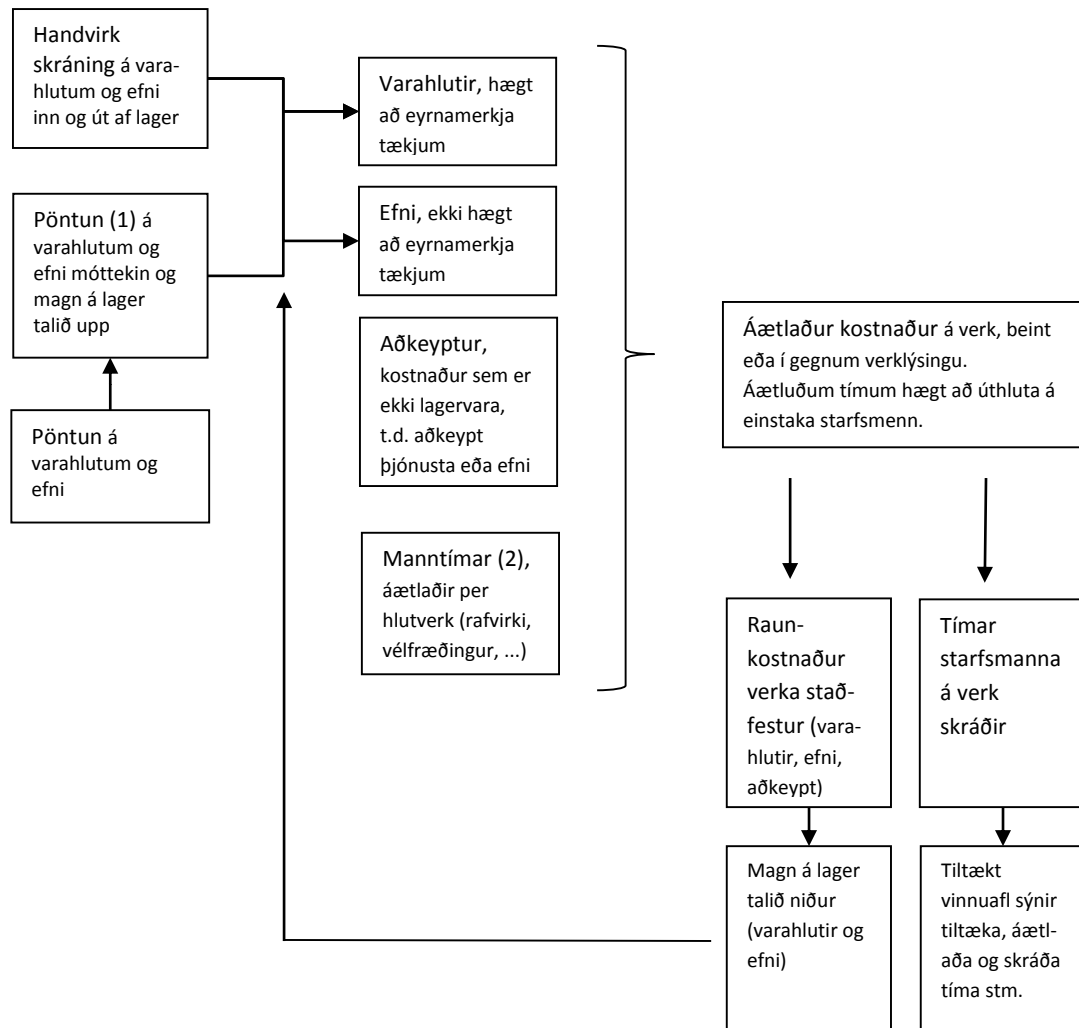 Handvirk
skráning á vara-
hlutum og efni
inn og út af lager
Varahlutir, hægt
að eyrnamerkja
tækjum
Pöntun (1) á
varahlutum og
efni móttekin og
magn á lager
talið upp
Efni, ekki hægt
að eyrnamerkja
tækjum
Pöntun á
varahlutum og
efni
Aðkeyptur,
kostnaður sem er
ekki lagervara,
t.d. aðkeypt
þjónusta eða efni
Manntímar (2),
áætlaðir per
hlutverk (rafvirki,
vélfræðingur, ...)
Áætlaður kostnaður á verk, beint
eða í gegnum verklýsingu.
Áætluðum tímum hægt að úthluta á
einstaka starfsmenn.
Raun-
kostnaður
verka stað-
festur (vara-
hlutir, efni,
aðkeypt)
Tímar
starfsmanna
á verk
skráðir
Magn á lager
talið niður
(varahlutir og
efni)
Tiltækt
vinnuafl sýnir
tiltæka, áætl-
aða og skráða
tíma stm.